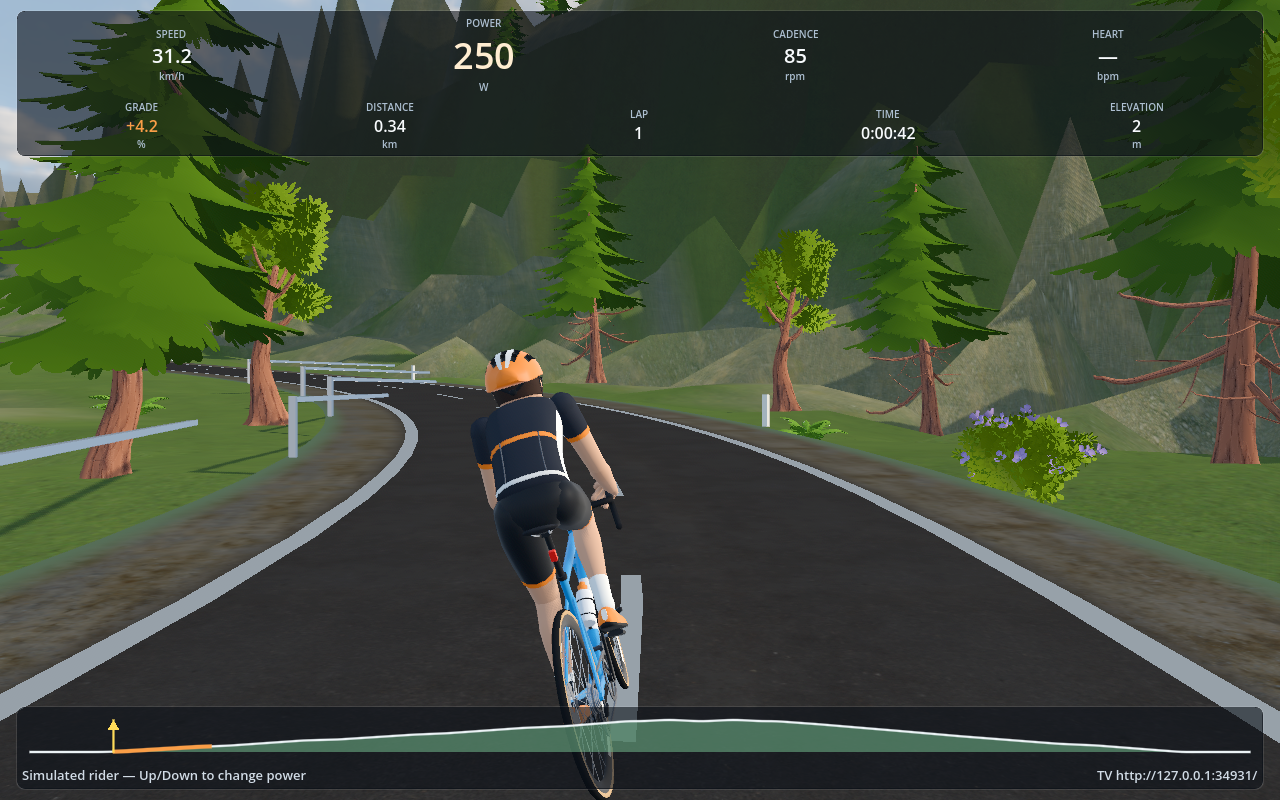 SPEED
31.2
km/h
POWER
250
W
CADENCE
85
rpm
HEART
—
bpm
GRADE
+4.2
%
DISTANCE
0.34
km
LAP
1
TIME
0:00:42
ELEVATION
2
m
Simulated rider — Up/Down to change power
TV http://127.0.0.1:34931/